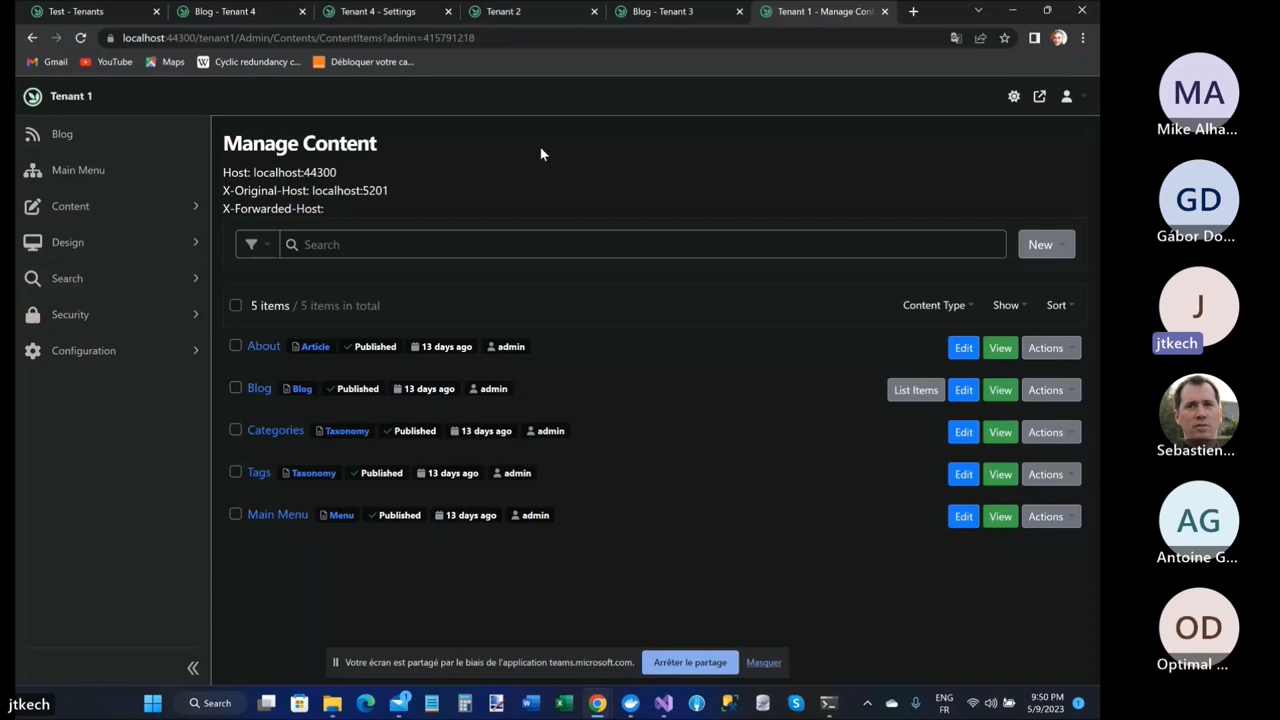 Test - Tenants
Blog - Tenant 4
Tenant 4 - Settings
Tenant 2
Blog - Tenant 3
Tenant 1 - Manage Con
localhost:44300/tenant1/Admin/Contents/ContentItems?admin=415791218
Gmail
YouTube
Maps
W Cyclic redundancy c...
Débloquer votre ca...
Tenant 1
Blog
Main Menu
Content
Design
Search
Security
Configuration
Manage Content
Host: localhost:44300
X-Original-Host: localhost:5201
X-Forwarded-Host:
Search
New
5 items / 5 items in total
Content Type
Show
Sort
About Article Published 13 days ago admin
Edit View Actions
Blog Blog Published 13 days ago admin
List Items Edit View Actions
Categories Taxonomy Published 13 days ago admin
Edit View Actions
Tags Taxonomy Published 13 days ago admin
Edit View Actions
Main Menu Menu Published 13 days ago admin
Edit View Actions
Votre écran est partagé par le biais de l'application teams.microsoft.com.
Arrêter le partage
Masquer
jtkech
Search
ENG
FR
9:50 PM
5/9/2023
1
MA
Mike Alha...
GD
Gábor Do...
J
jtkech
Sebastien...
AG
Antoine G...
OD
Optimal ...